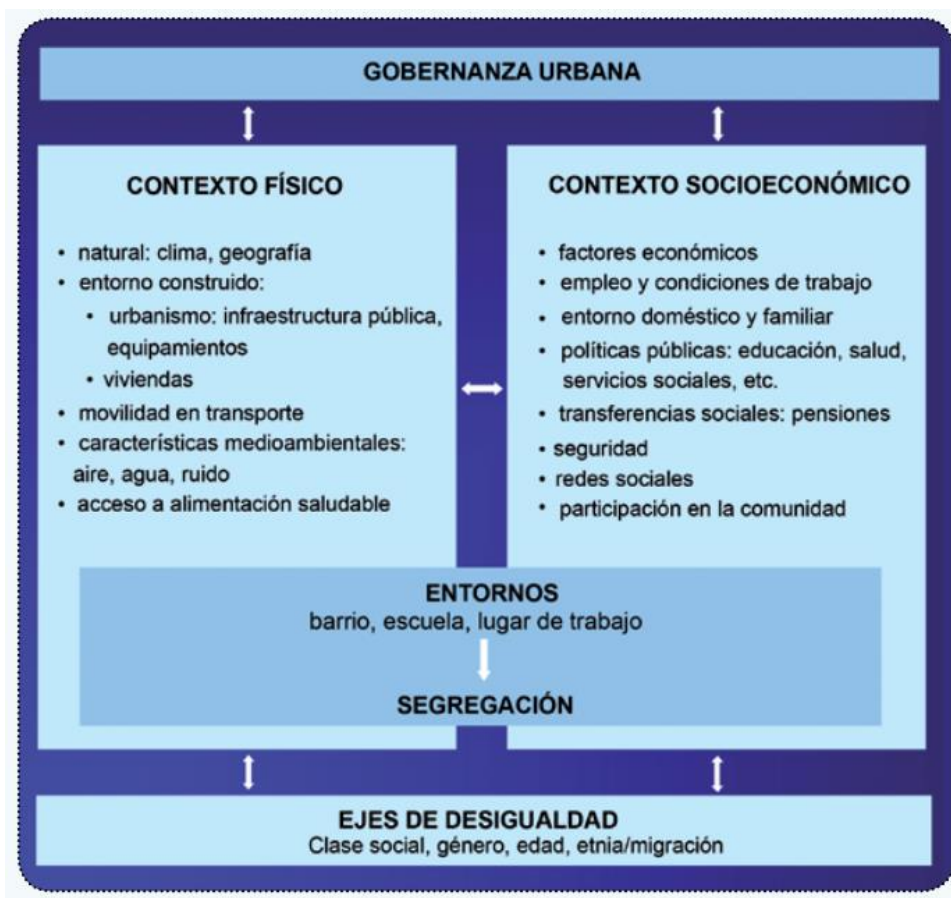 GOBERNANZA URBANA
CONTEXTO FÍSICO
• natural: clima, geografía
• entorno construido:
• urbanismo: infraestructura pública,
equipamientos
• viviendas
• movilidad en transporte
• características medioambientales:
aire, agua, ruido
• acceso a alimentación saludable
CONTEXTO SOCIOECONÓMICO
• factores económicos
• empleo y condiciones de trabajo
• entorno doméstico y familiar
• políticas públicas: educación, salud,
servicios sociales, etc.
• transferencias sociales: pensiones
• seguridad
• redes sociales
• participación en la comunidad
ENTORNOS
barrio, escuela, lugar de trabajo
SEGREGACIÓN
EJES DE DESIGUALDAD
Clase social, género, edad, etnia/migración